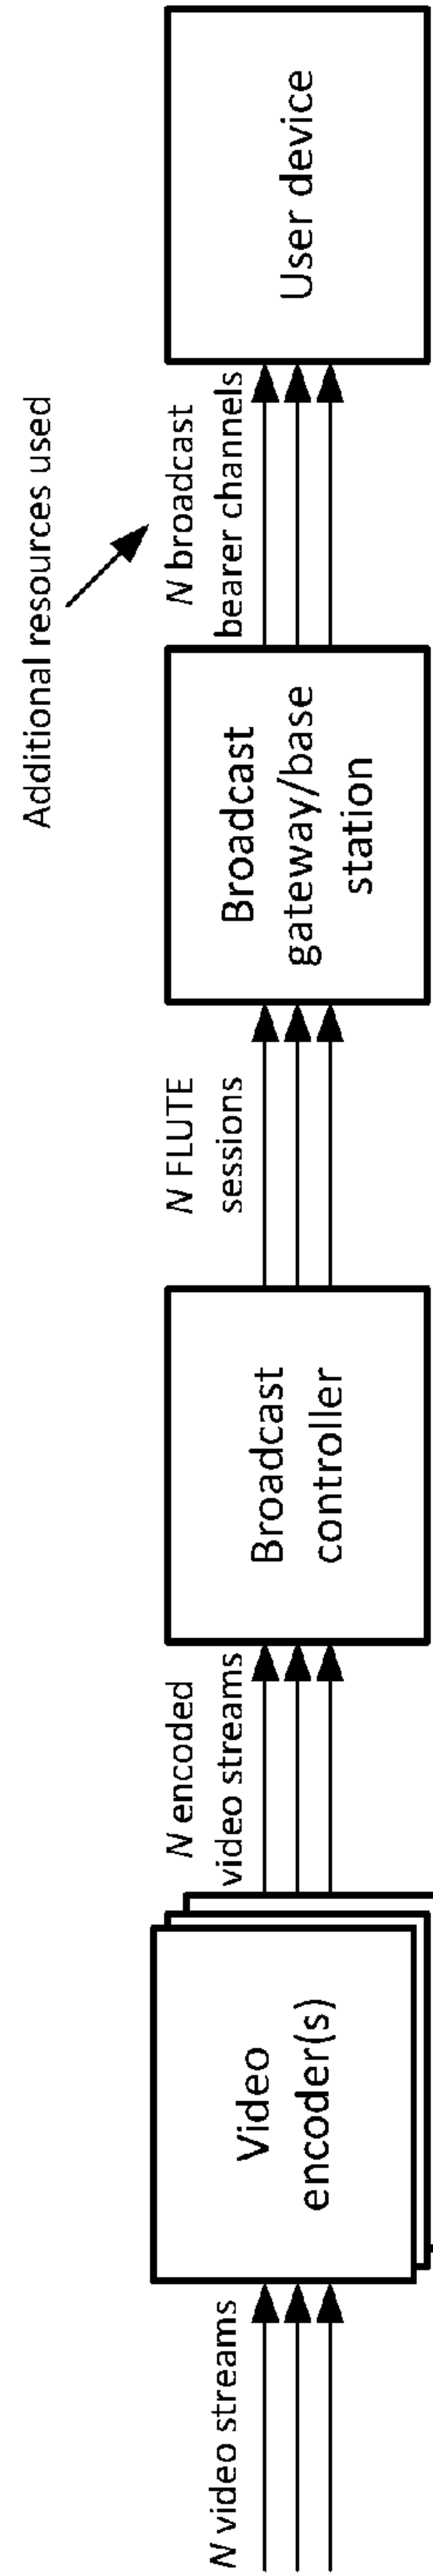 Additional resources used
N video streams
Video
encoder(s)
N encoded
video streams
Broadcast
controller
N FLUTE
sessions
Broadcast
gateway/base
station
N broadcast
bearer channels
User device